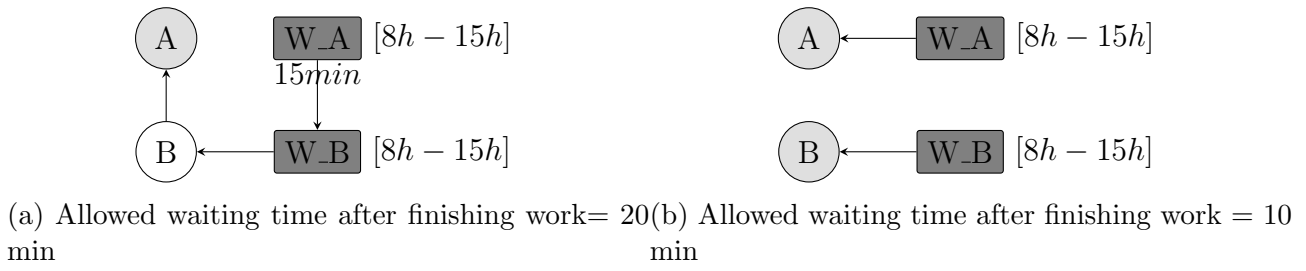 A W_A [8h − 15h]
15min
B W_B [8h − 15h]
(a) Allowed waiting time after finishing work= 20
min
A W_A [8h − 15h]
B W_B [8h − 15h]
(b) Allowed waiting time after finishing work = 10
min